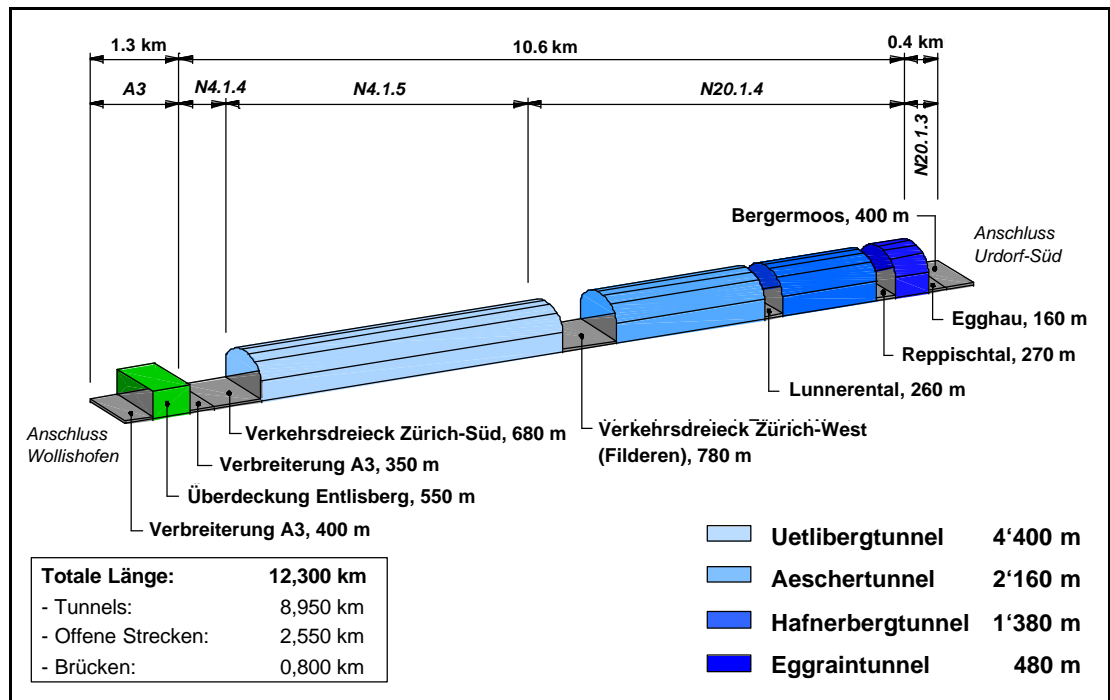 1.3 km
10.6 km
0.4 km
A3
N4.1.4
N4.1.5
N20.1.4
N20.1.3
Bergermoos, 400 m
Anschluss
Urdorf-Süd
Egghau, 160 m
Reppischtal, 270 m
Lunnerental, 260 m
Verkehrsdreieck Zürich-West
(Filderen), 780 m
Anschluss
Wollishofen
Verkehrsdreieck Zürich-Süd, 680 m
Verbreiterung A3, 350 m
Überdeckung Entlisberg, 550 m
Verbreiterung A3, 400 m
Totale Länge: 12,300 km
- Tunnels: 8,950 km
- Offene Strecken: 2,550 km
- Brücken: 0,800 km
Uetlibergtunnel 4‘400 m
Aeschertunnel 2‘160 m
Hafnerbergtunnel 1‘380 m
Eggraintunnel 480 m